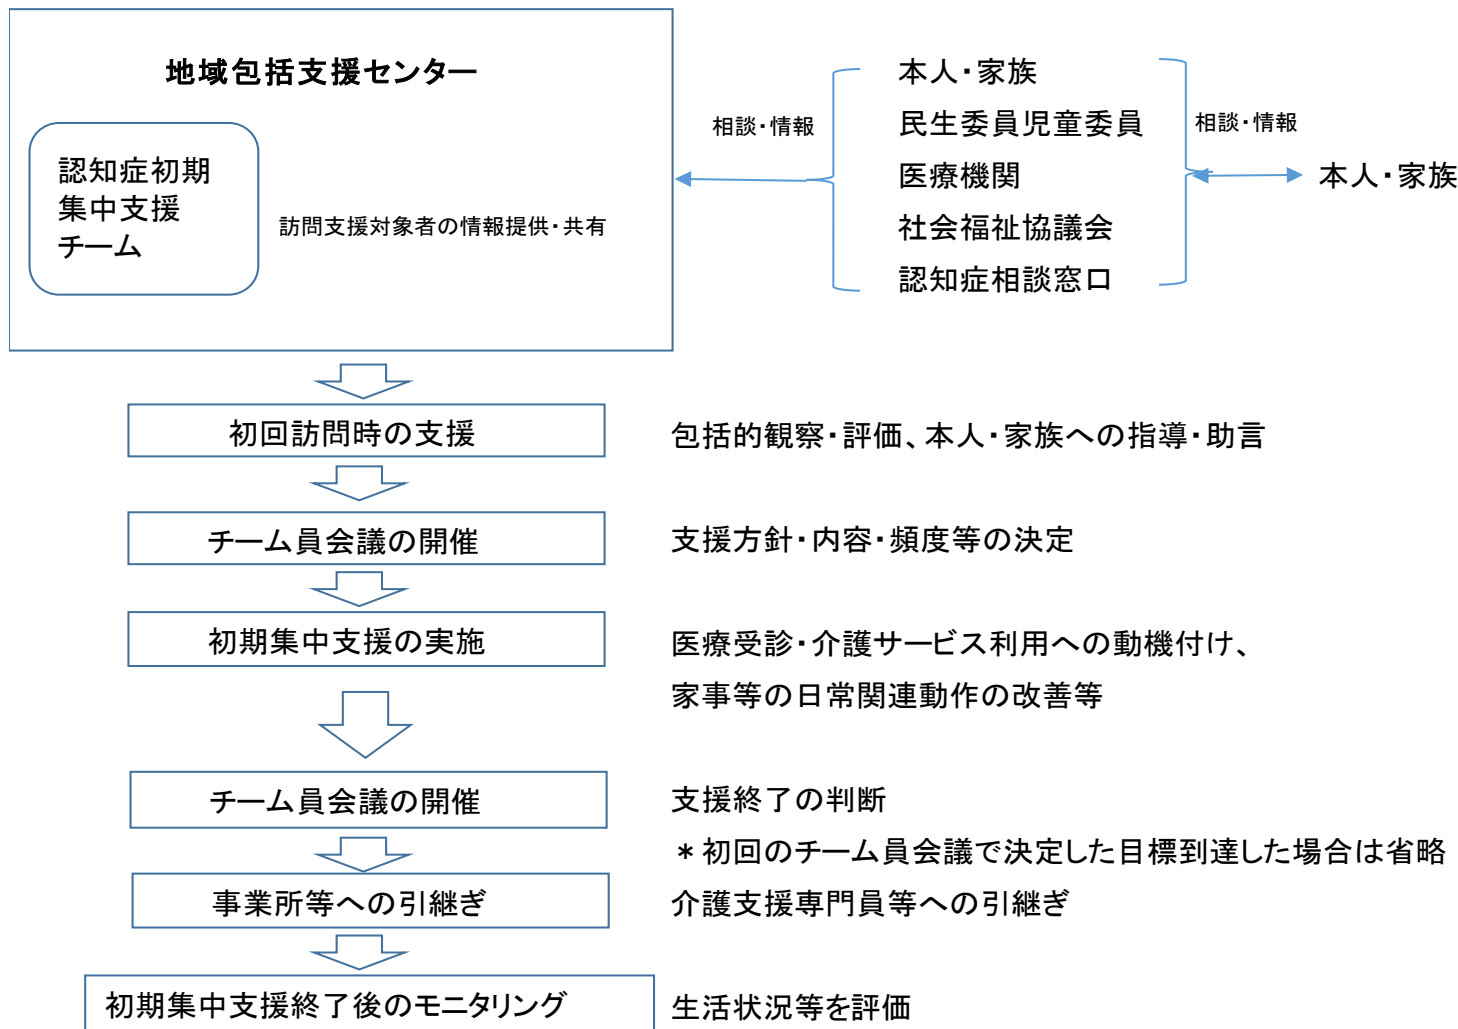 地域包括支援センター
認知症初期
集中支援
チーム
訪問支援対象者の情報提供・共有
相談・情報
本人・家族
民生委員児童委員
医療機関
社会福祉協議会
認知症相談窓口
相談・情報
本人・家族
初回訪問時の支援
包括的観察・評価、本人・家族への指導・助言
チーム員会議の開催
支援方針・内容・頻度等の決定
初期集中支援の実施
医療受診・介護サービス利用への動機付け、
家事等の日常関連動作の改善等
チーム員会議の開催
支援終了の判断
＊初回のチーム員会議で決定した目標到達した場合は省略
事業所等への引継ぎ
介護支援専門員等への引継ぎ
初期集中支援終了後のモニタリング
生活状況等を評価